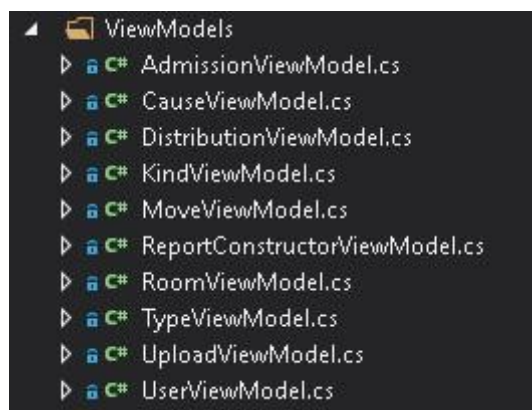 ViewModels
C# AdmissionViewModel.cs
C# CauseViewModel.cs
C# DistributionViewModel.cs
C# KindViewModel.cs
C# MoveViewModel.cs
C# ReportConstructorViewModel.cs
C# RoomViewModel.cs
C# TypeViewModel.cs
C# UploadViewModel.cs
C# UserViewModel.cs